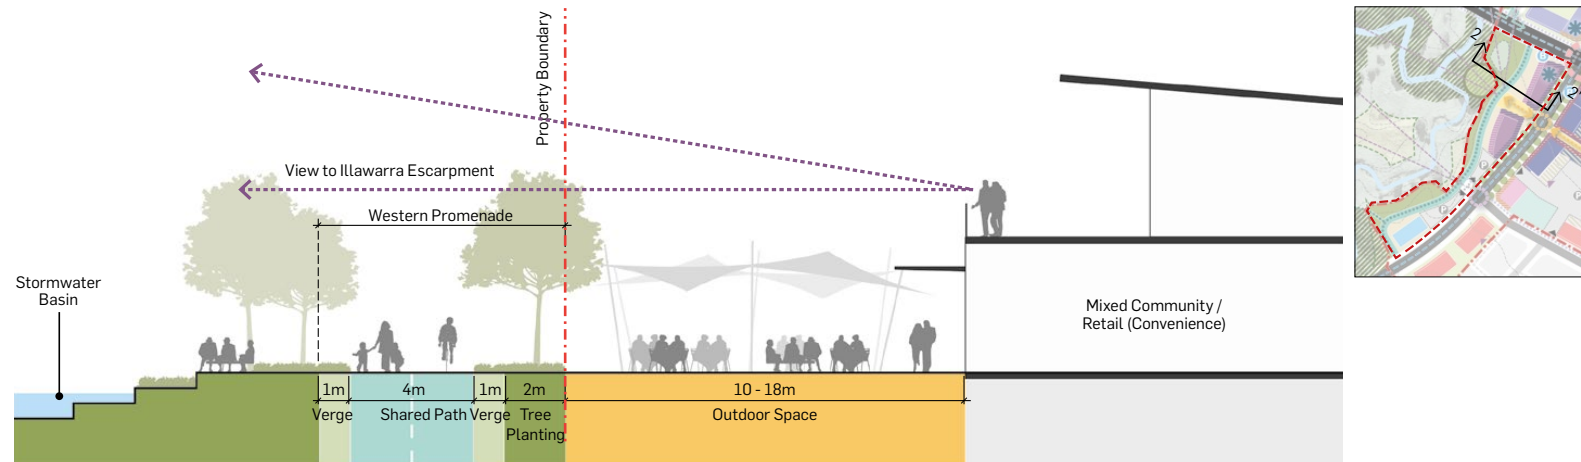 Property Boundary
View to Illawarra Escarpment
Western Promenade
Stormwater
Basin
Mixed Community /
Retail (Convenience)
1m
4m
1m
2m
10 - 18m
Verge
Shared Path
Verge
Tree
Planting
Outdoor Space
2
2'
P
P
P